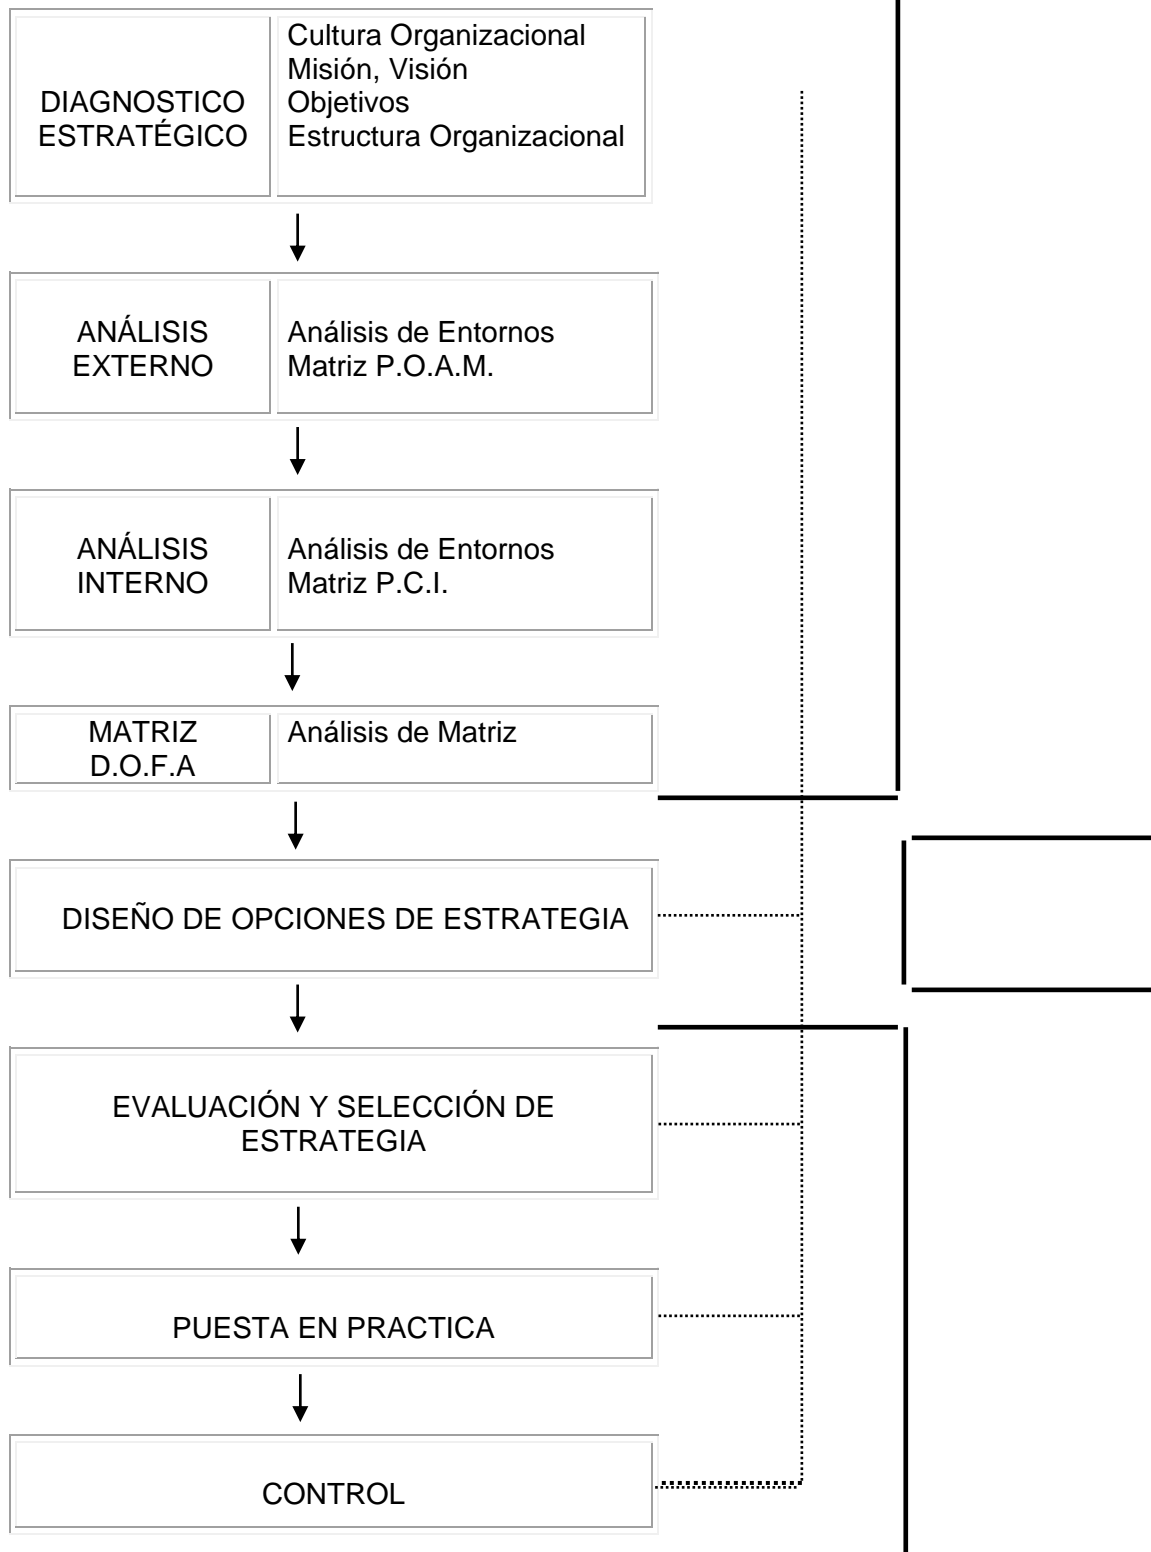 DIAGNOSTICO
ESTRATÉGICO
Cultura Organizacional
Misión, Visión
Objetivos
Estructura Organizacional
ANÁLISIS
EXTERNO
Análisis de Entornos
Matriz P.O.A.M.
ANÁLISIS
INTERNO
Análisis de Entornos
Matriz P.C.I.
MATRIZ
D.O.F.A
Análisis de Matriz
DISEÑO DE OPCIONES DE ESTRATEGIA
EVALUACIÓN Y SELECCIÓN DE
ESTRATEGIA
PUESTA EN PRACTICA
CONTROL